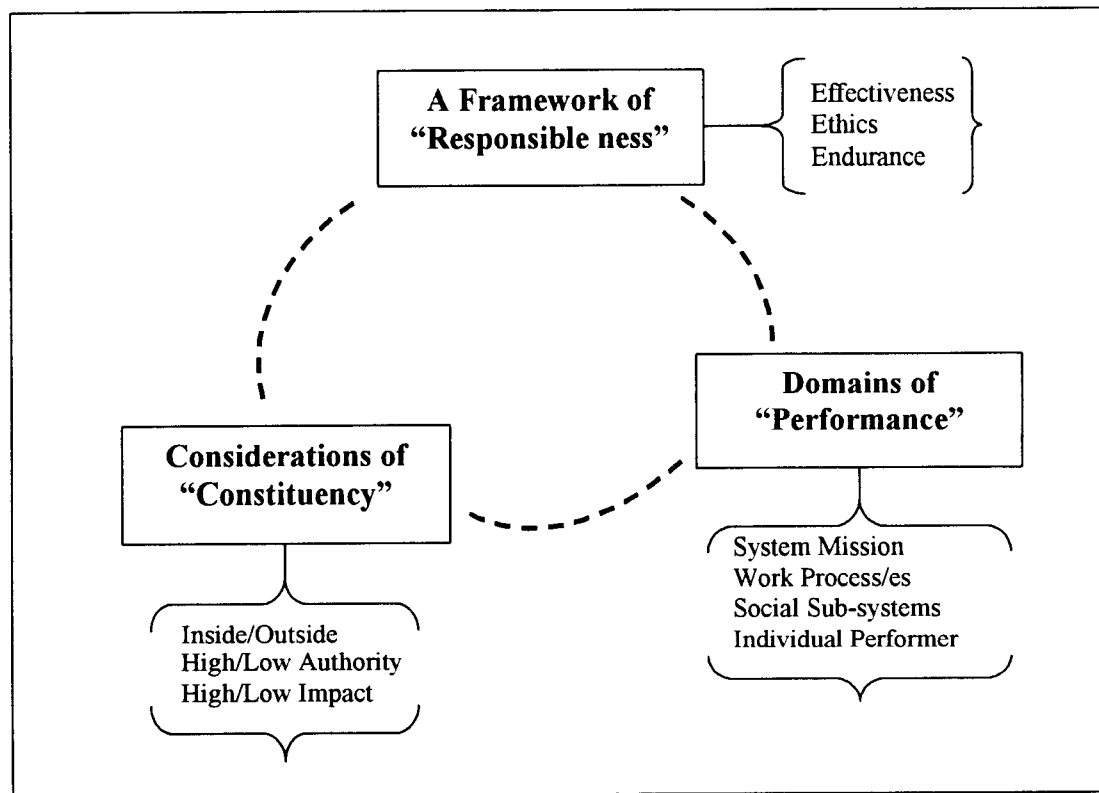 A Framework of
“Responsible ness”
Effectiveness
Ethics
Endurance
Domains of
“Performance”
System Mission
Work Process/es
Social Sub-systems
Individual Performer
Considerations of
“Constituency”
Inside/Outside
High/Low Authority
High/Low Impact